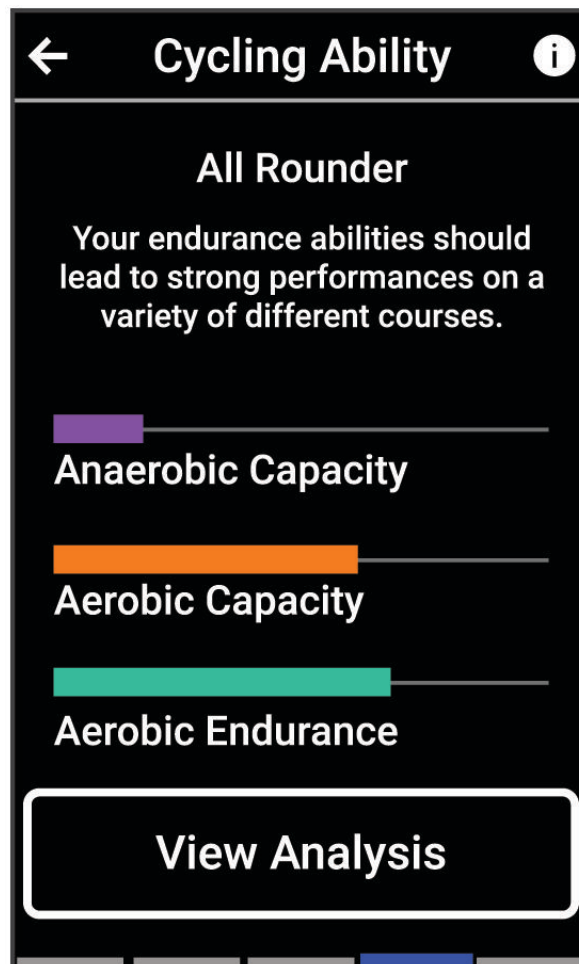 Cycling Ability
i
All Rounder
Your endurance abilities should
lead to strong performances on a
variety of different courses.
Anaerobic Capacity
Aerobic Capacity
Aerobic Endurance
View Analysis